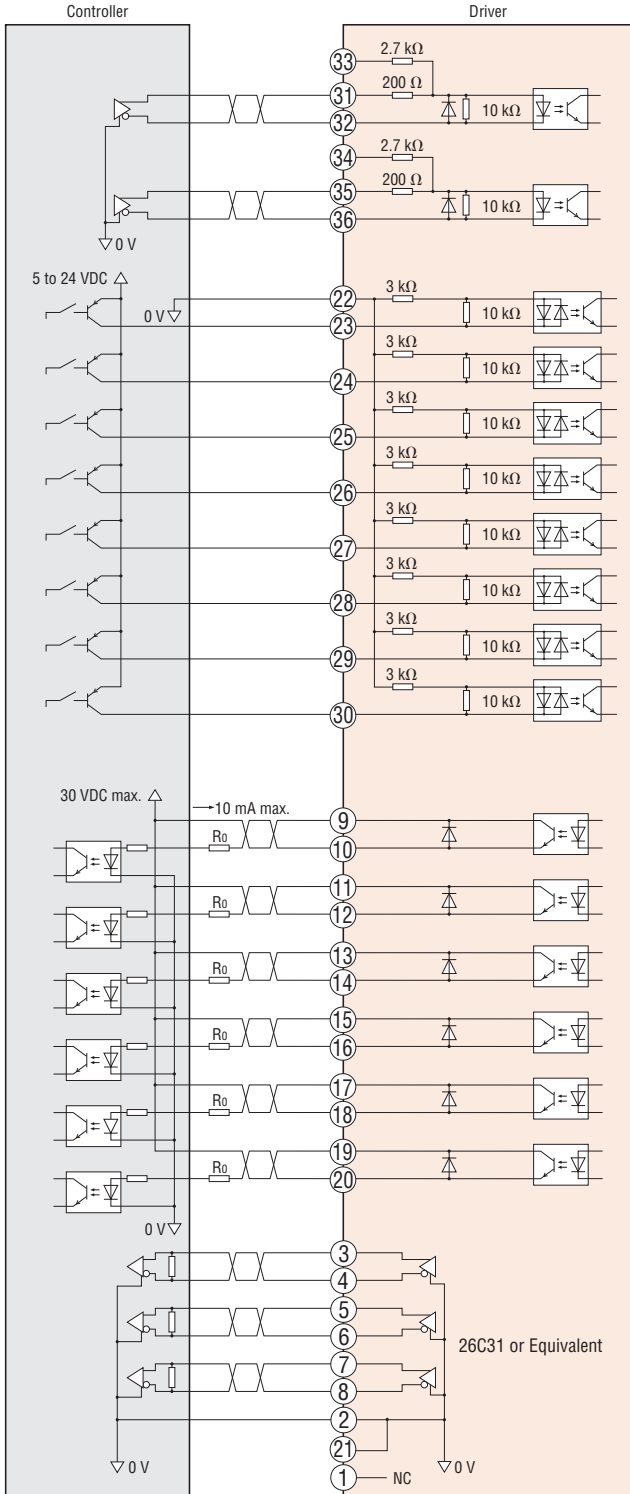 Controller
Driver
33
2.7 kΩ
31
200 Ω
32
10 kΩ
34
2.7 kΩ
35
200 Ω
36
10 kΩ
0 V
5 to 24 VDC
0 V
22
3 kΩ
23
10 kΩ
3 kΩ
24
10 kΩ
3 kΩ
25
10 kΩ
3 kΩ
26
10 kΩ
3 kΩ
27
10 kΩ
3 kΩ
28
10 kΩ
3 kΩ
29
10 kΩ
3 kΩ
30
10 kΩ
30 VDC max.
10 mA max.
9
R0
10
11
R0
12
13
R0
14
15
R0
16
17
R0
18
19
R0
20
0 V
3
4
5
6
26C31 or Equivalent
7
8
2
21
0 V
0 V
1
NC